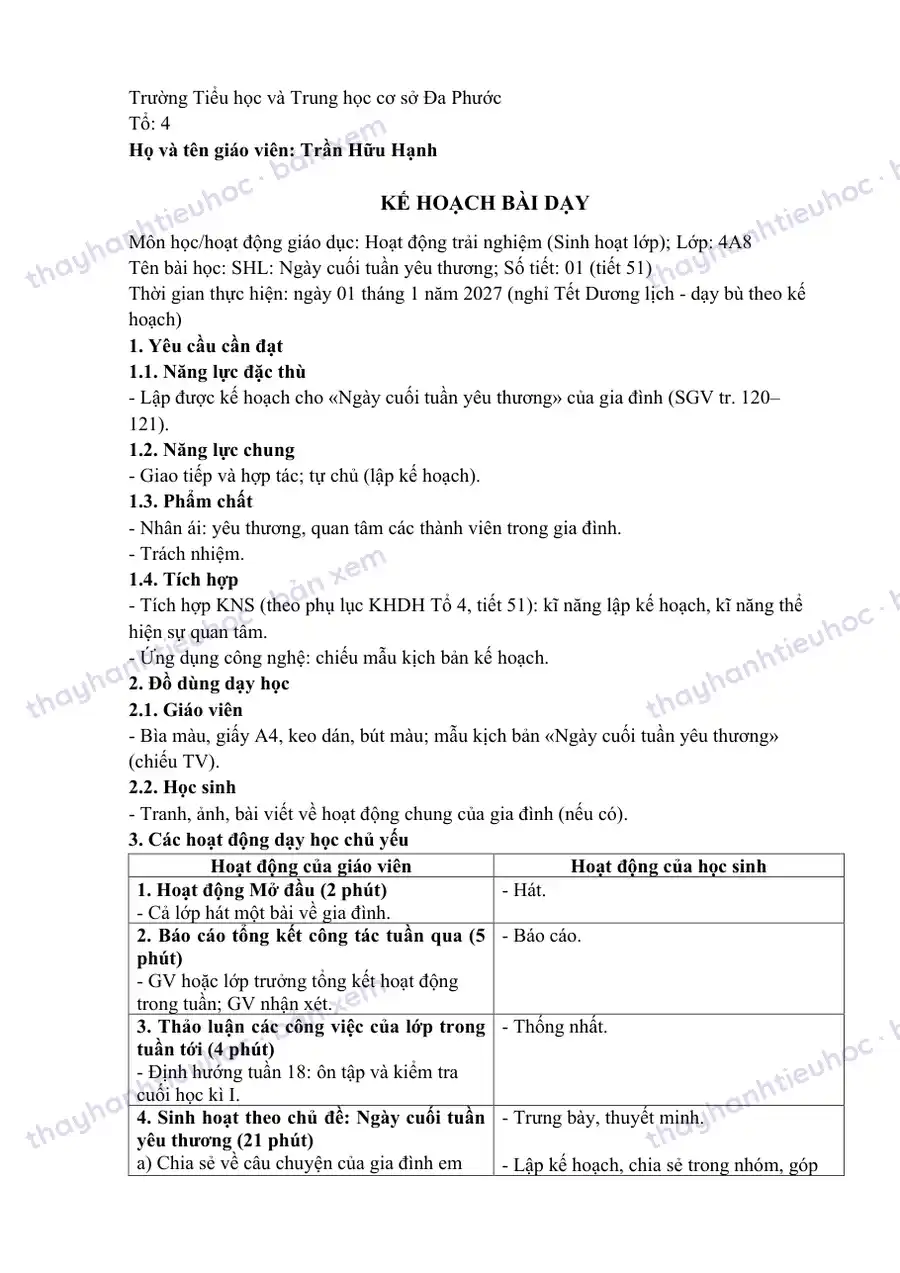 Trường Tiểu học và Trung học cơ sở Đa Phước
Tổ: 4
Họ và tên giáo viên: Trần Hữu Hạnh
KẾ HOẠCH BÀI DẠY
Môn học/hoạt động giáo dục: Hoạt động trải nghiệm (Sinh hoạt lớp); Lớp: 4A8
Tên bài học: SHL: Ngày cuối tuần yêu thương; Số tiết: 01 (tiết 51)
Thời gian thực hiện: ngày 01 tháng 1 năm 2027 (nghỉ Tết Dương lịch - dạy bù theo kế
hoạch)
1. Yêu cầu cần đạt
1.1. Năng lực đặc thù
- Lập được kế hoạch cho «Ngày cuối tuần yêu thương» của gia đình (SGV tr. 120–
121).
1.2. Năng lực chung
- Giao tiếp và hợp tác; tự chủ (lập kế hoạch).
1.3. Phẩm chất
- Nhân ái: yêu thương, quan tâm các thành viên trong gia đình.
- Trách nhiệm.
1.4. Tích hợp
- Tích hợp KNS (theo phụ lục KHDH Tổ 4, tiết 51): kĩ năng lập kế hoạch, kĩ năng thể
hiện sự quan tâm.
- Ứng dụng công nghệ: chiếu mẫu kịch bản kế hoạch.
2. Đồ dùng dạy học
2.1. Giáo viên
- Bìa màu, giấy A4, keo dán, bút màu; mẫu kịch bản «Ngày cuối tuần yêu thương»
(chiếu TV).
2.2. Học sinh
- Tranh, ảnh, bài viết về hoạt động chung của gia đình (nếu có).
3. Các hoạt động dạy học chủ yếu
Hoạt động của giáo viên
Hoạt động của học sinh
1. Hoạt động Mở đầu (2 phút)
- Cả lớp hát một bài về gia đình.
- Hát.
2. Báo cáo tổng kết công tác tuần qua (5
phút)
- GV hoặc lớp trưởng tổng kết hoạt động
trong tuần; GV nhận xét.
- Báo cáo.
3. Thảo luận các công việc của lớp trong
tuần tới (4 phút)
- Định hướng tuần 18: ôn tập và kiểm tra
cuối học kì I.
- Thống nhất.
4. Sinh hoạt theo chủ đề: Ngày cuối tuần
yêu thương (21 phút)
a) Chia sẻ về câu chuyện của gia đình em
- Trưng bày, thuyết minh.
- Lập kế hoạch, chia sẻ trong nhóm, góp
thayhanhtieuhoc · bản xem
thayhanhtieuhoc · b
thayhanhtieuhoc · bản xem
thayhanhtieuhoc · b
thayhanhtieuhoc · bản xem
thayhanhtieuhoc · b